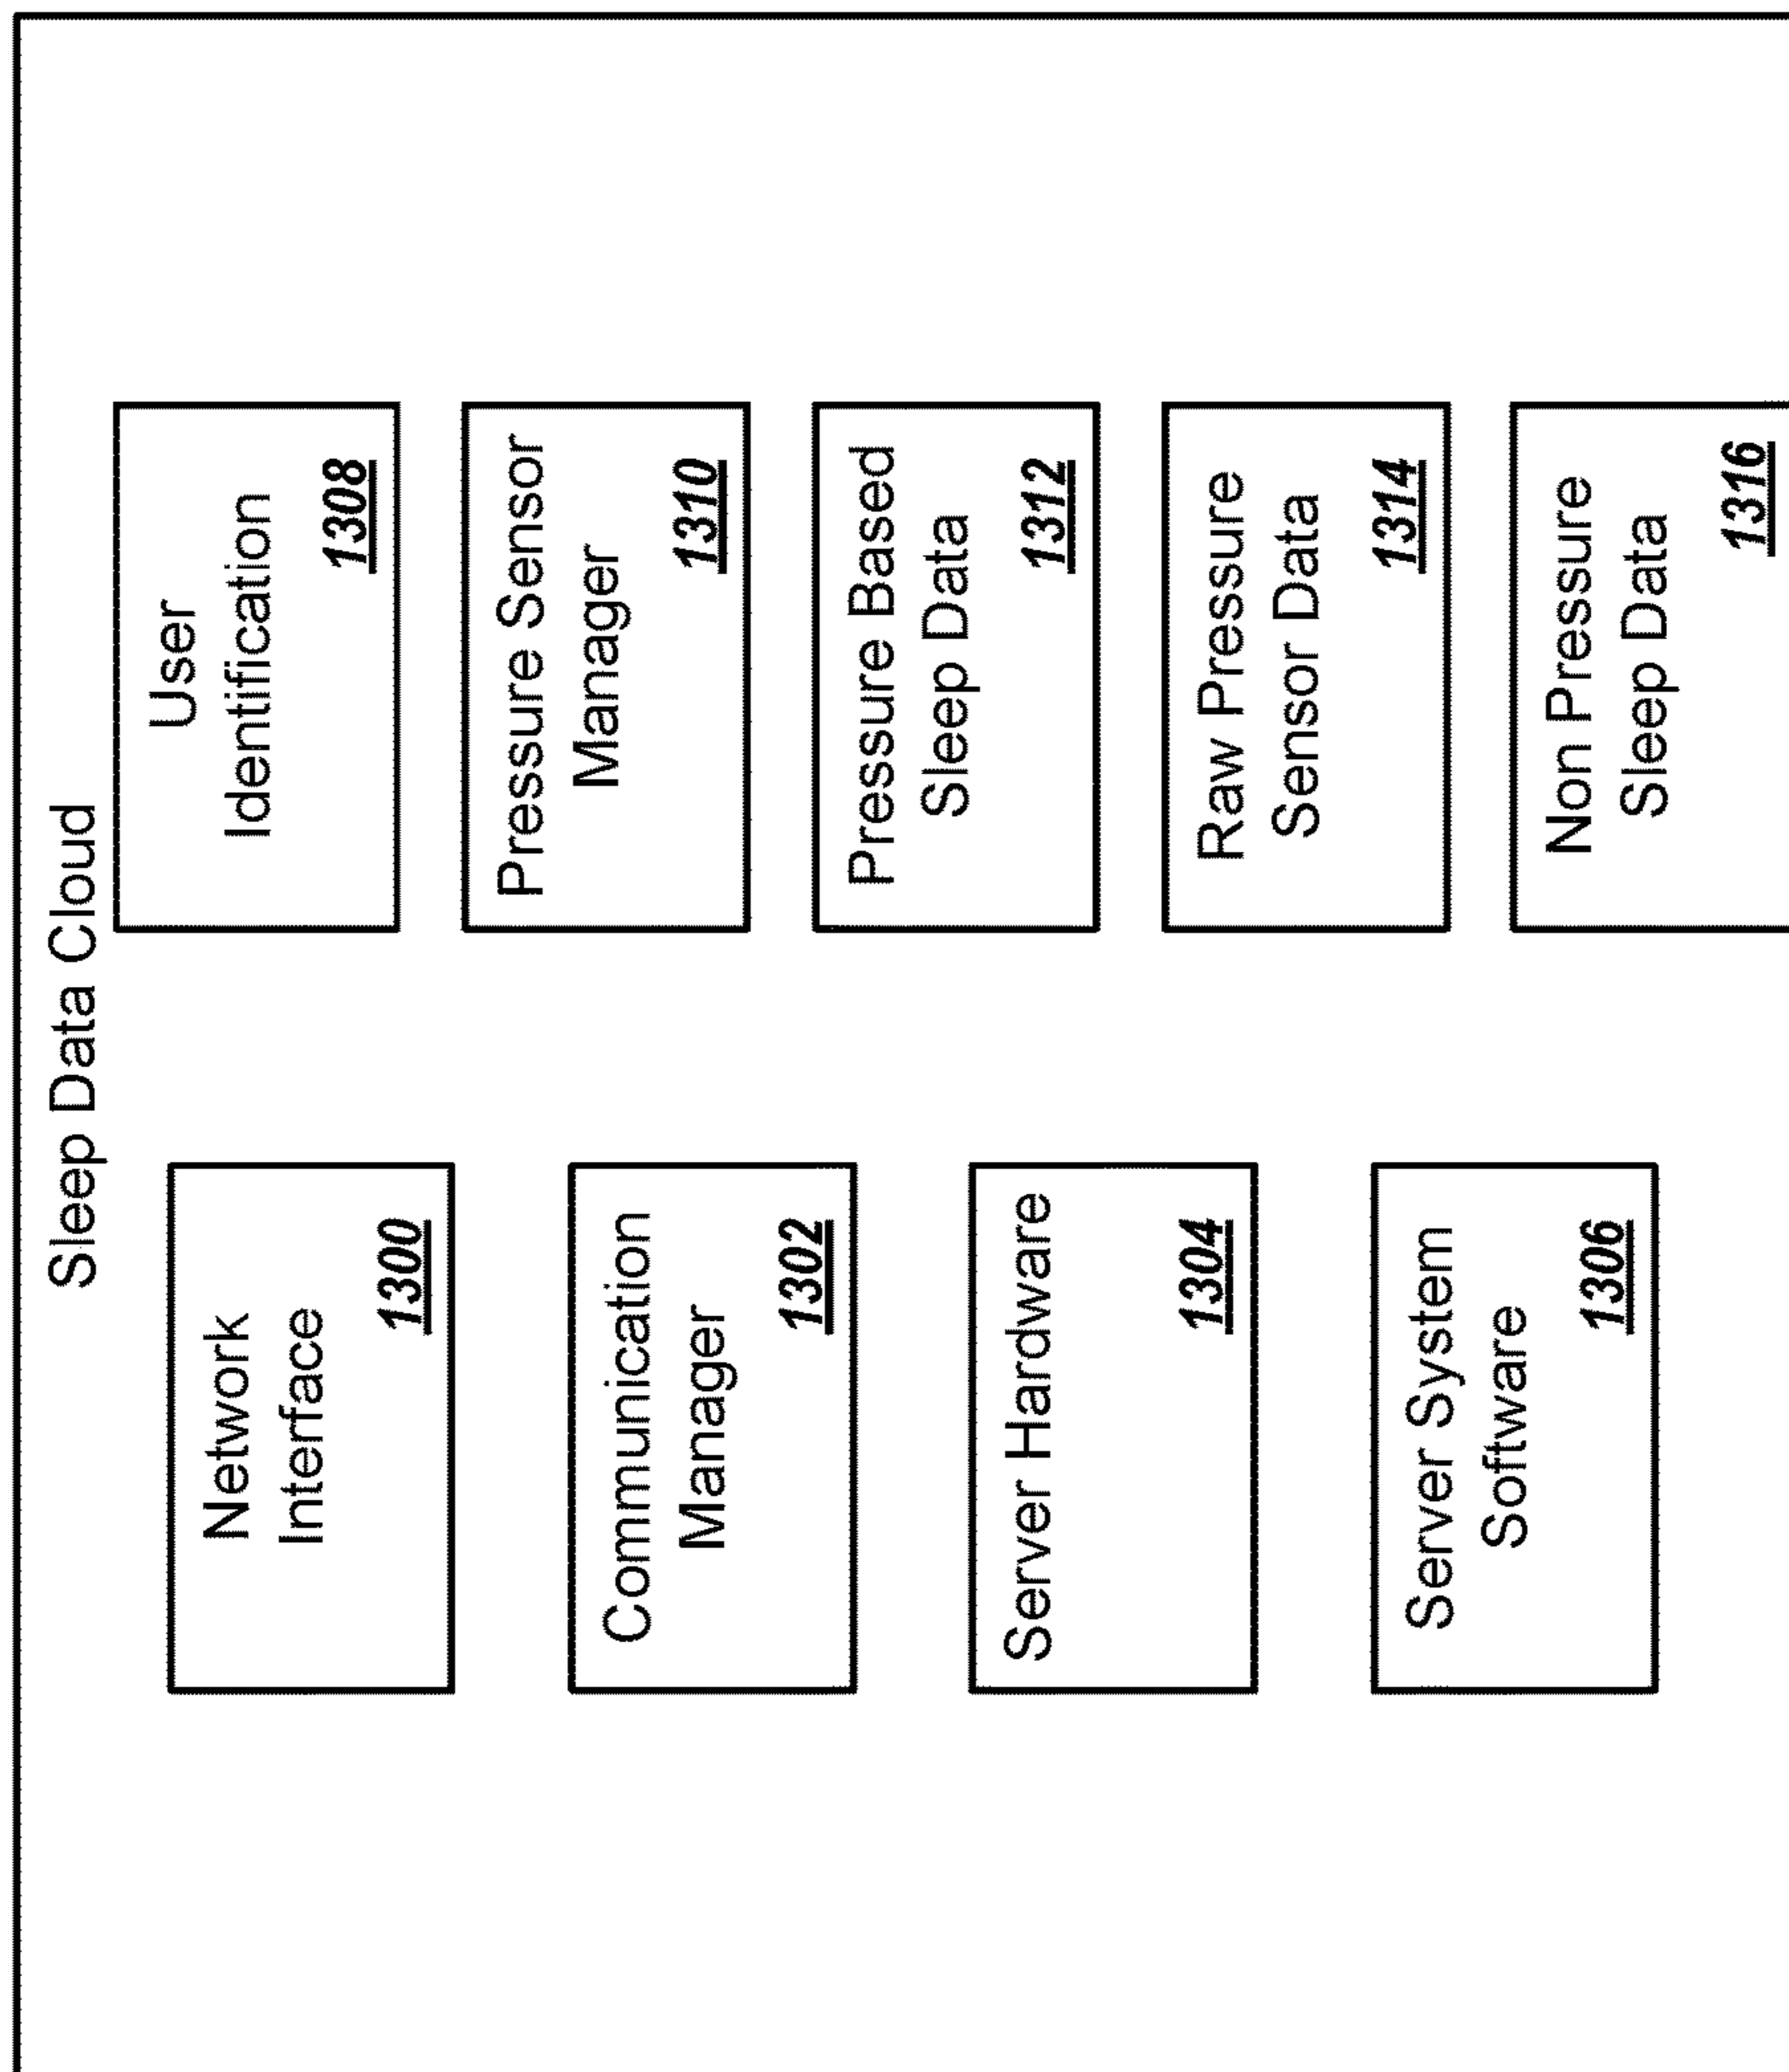 Sleep Data Cloud
Network
Interface
1300
Communication
Manager
1302
Server Hardware
1304
Server System
Software
1306
User
Identification
1308
Pressure Sensor
Manager
1310
Pressure Based
Sleep Data
1312
Raw Pressure
Sensor Data
1314
Non Pressure
Sleep Data
1316